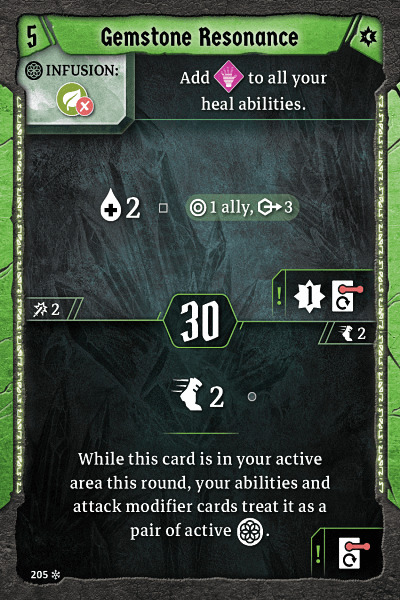 5 Gemstone Resonance
INFUSION:
Add to all your
heal abilities.
2 1 ally, 3
! 1
2
30
2
2
While this card is in your active
area this round, your abilities and
attack modifier cards treat it as a
pair of active .
!
205